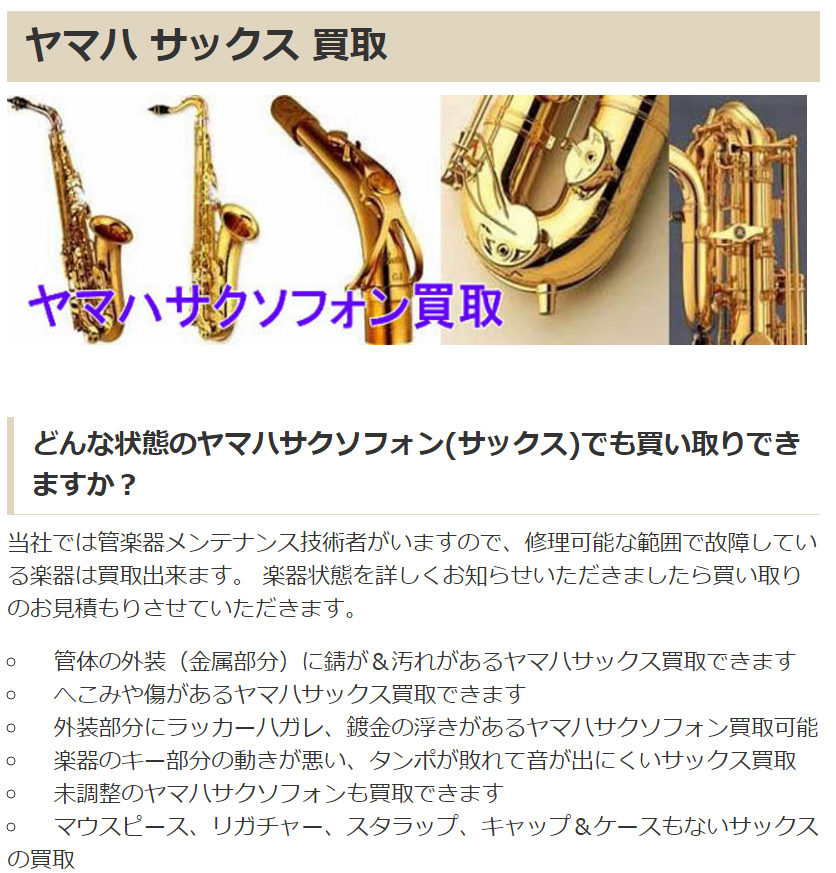 ヤマハ サックス 買取
ヤマハサクソフォン買取
どんな状態のヤマハサクソフォン(サックス)でも買い取りでき
ますか？
当社では管楽器メンテナンス技術者がいますので、修理可能な範囲で故障してい
る楽器は買取出来ます。 楽器状態を詳しくお知らせいただきましたら買い取り
のお見積もりさせていただきます。
管体の外装（金属部分）に錆が＆汚れがあるヤマハサックス買取できます
へこみや傷があるヤマハサックス買取できます
外装部分にラッカーハガレ、鍍金の浮きがあるヤマハサクソフォン買取可能
楽器のキー部分の動きが悪い、タンポが敗れて音が出にくいサックス買取
未調整のヤマハサクソフォンも買取できます
マウスピース、リガチャー、スタラップ、キャップ＆ケースもないサックス
の買取